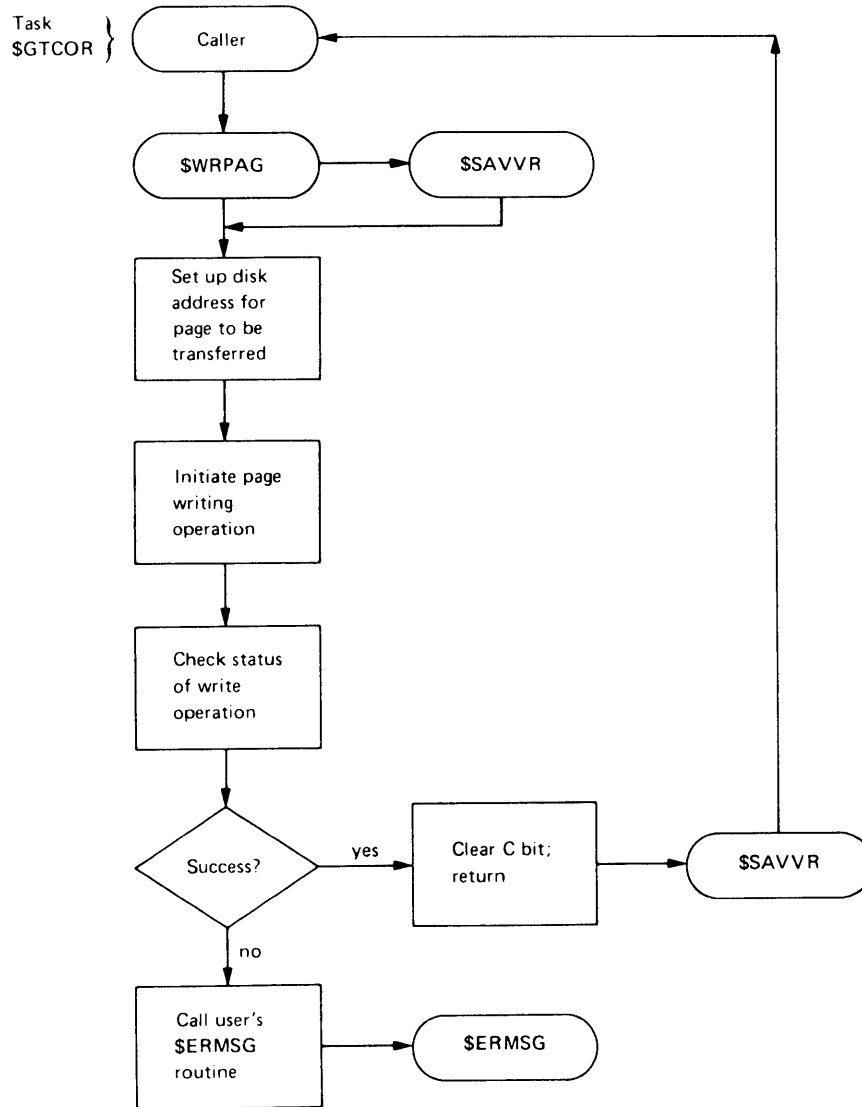 Task
$GTCOR }
Caller
$WRPAG
$SAVVR
Set up disk
address for
page to be
transferred
Initiate page
writing
operation
Check status
of write
operation
Success?
yes
Clear C bit;
return
$SAVVR
no
Call user's
$ERMSG
routine
$ERMSG